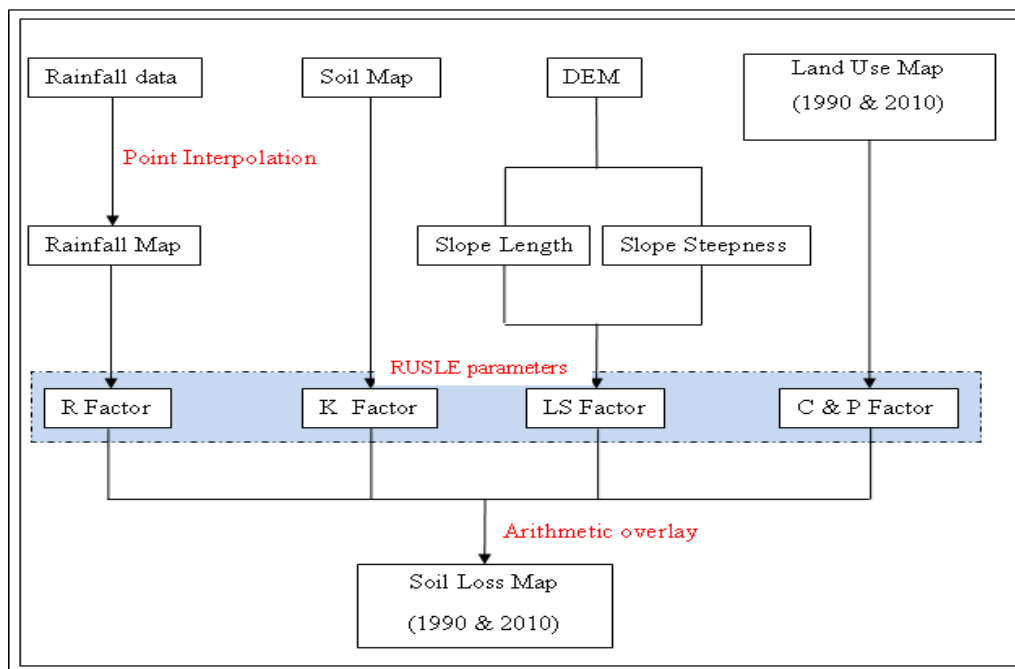 Rainfall data
Soil Map
DEM
Land Use Map
(1990 & 2010)
Point Interpolation
Rainfall Map
Slope Length
Slope Steepness
RUSLE parameters
R Factor
K Factor
LS Factor
C & P Factor
Arithmetic overlay
Soil Loss Map
(1990 & 2010)